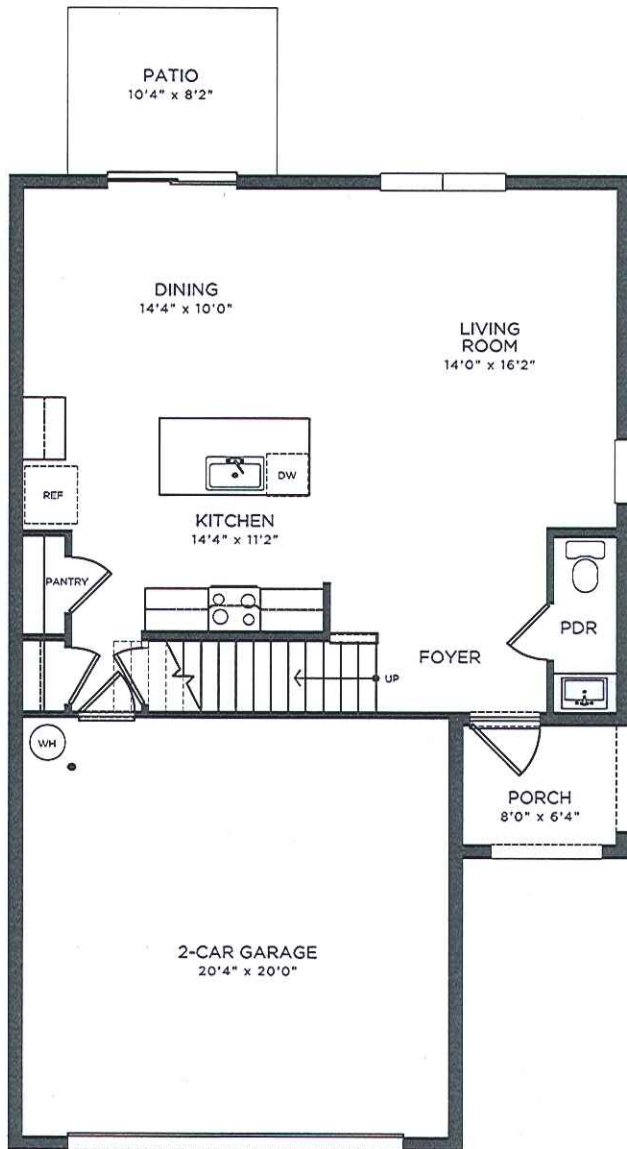 PATIO
10'4" x 8'2"
DINING
14'4" x 10'0"
LIVING
ROOM
14'0" x 16'2"
REF
DW
KITCHEN
14'4" x 11'2"
PANTRY
PDR
FOYER
UP
WH
PORCH
8'0" x 6'4"
2-CAR GARAGE
20'4" x 20'0"